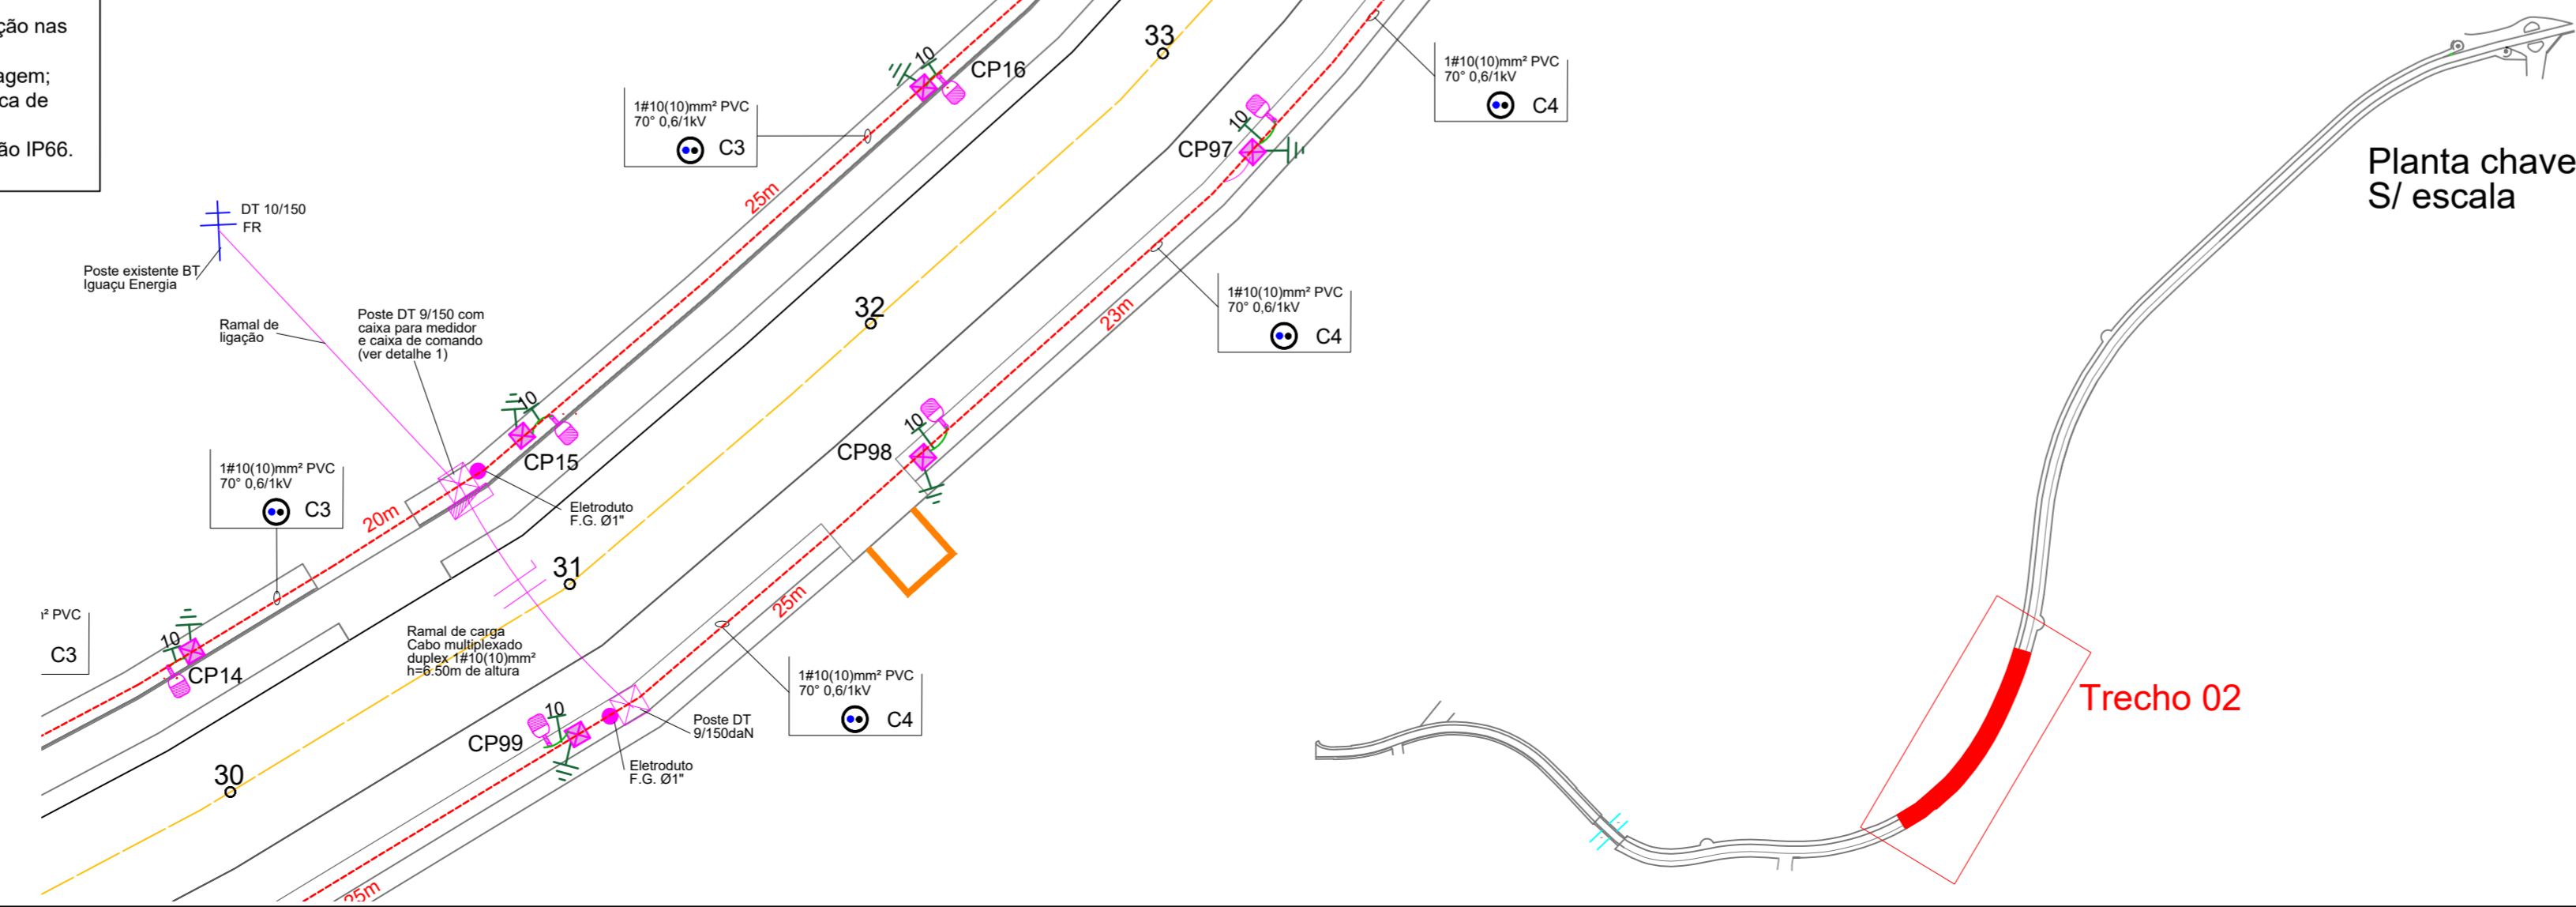 ção nas
agem;
ca de
ão IP66.
33
10
CP16
1#10(10)mm² PVC
70° 0,6/1kV
C3
1#10(10)mm² PVC
70° 0,6/1kV
C4
10
CP97
25m
DT 10/150
FR
Poste existente BT
Iguaçu Energia
Ramal de
ligação
Poste DT 9/150 com
caixa para medidor
e caixa de comando
(ver detalhe 1)
32
23m
1#10(10)mm² PVC
70° 0,6/1kV
C4
10
CP15
10
CP98
1#10(10)mm² PVC
70° 0,6/1kV
C3
20m
Eletroduto
F.G. Ø1"
31
25m
² PVC
C3
10
CP14
Ramal de carga
Cabo multiplexado
duplex 1#10(10)mm²
h=6.50m de altura
1#10(10)mm² PVC
70° 0,6/1kV
C4
10
CP99
Poste DT
9/150daN
Eletroduto
F.G. Ø1"
30
25m
Planta chave
S/ escala
Trecho 02